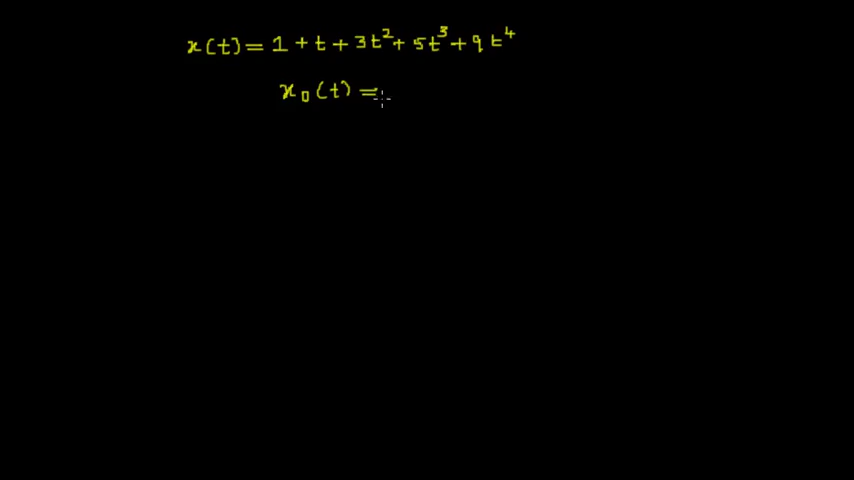 x(t) = 1 + t + 3t² + 5t³ + 9t⁴
x₀(t) =